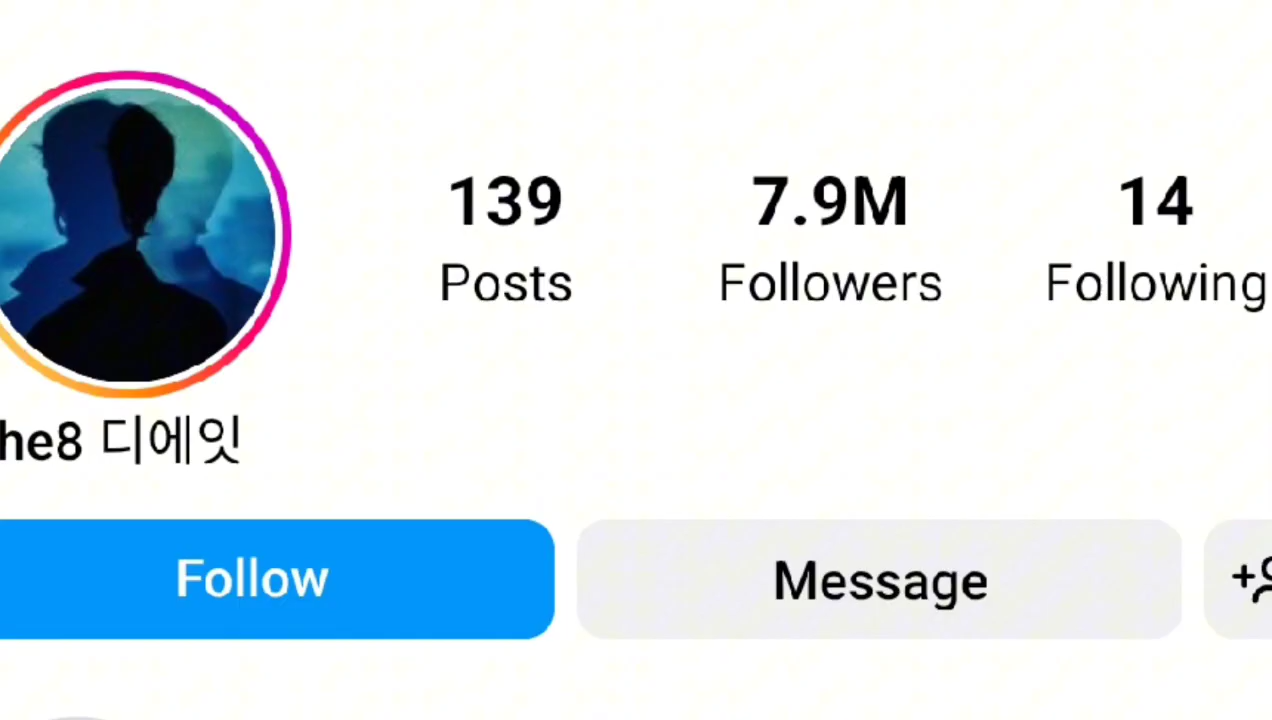 139 7.9M 14
Posts Followers Following
he8 디에잇
Follow Message